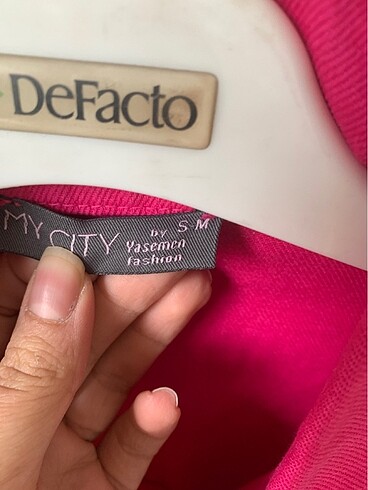 DeFacto
MY CITY by S-M
Yasemen
fashion